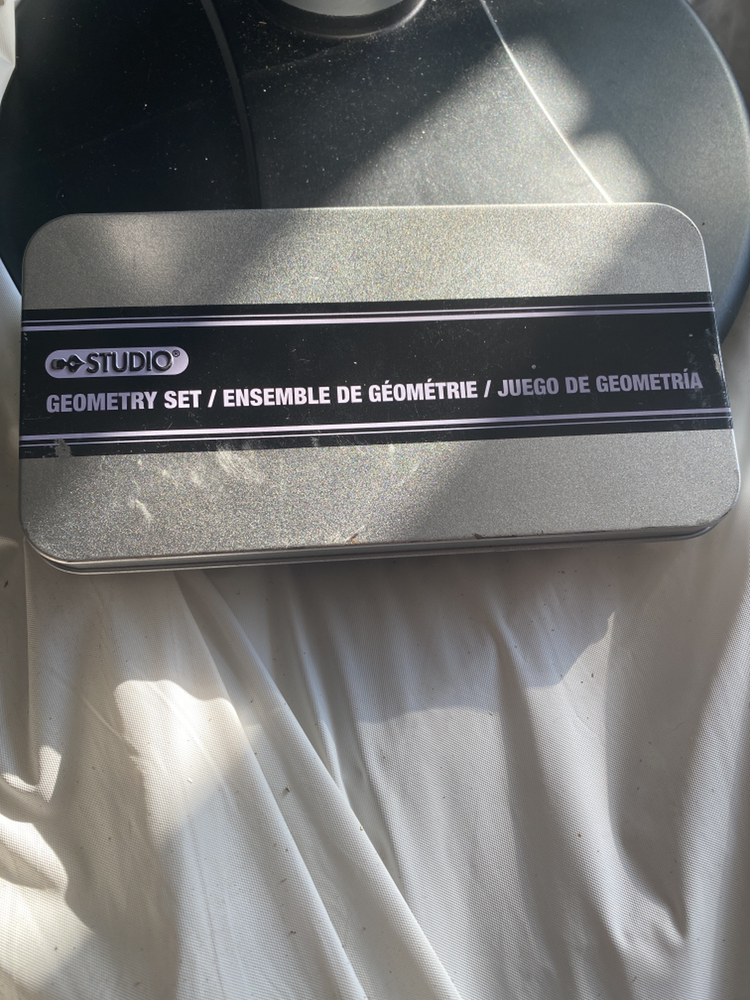 STUDIO®
GEOMETRY SET / ENSEMBLE DE GÉOMÉTRIE / JUEGO DE GEOMETRÍA